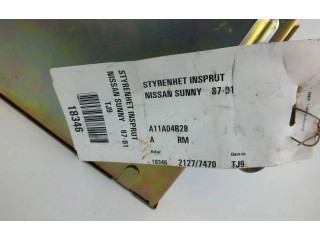 STYRENHET INSPRUT
NISSAN SUNNY 87-91
A11A04B28
A RM
18346 2127/7470 TJ9
STYRENHET INSPRUT
NISSAN SUNNY 87-91
TJ9
18346